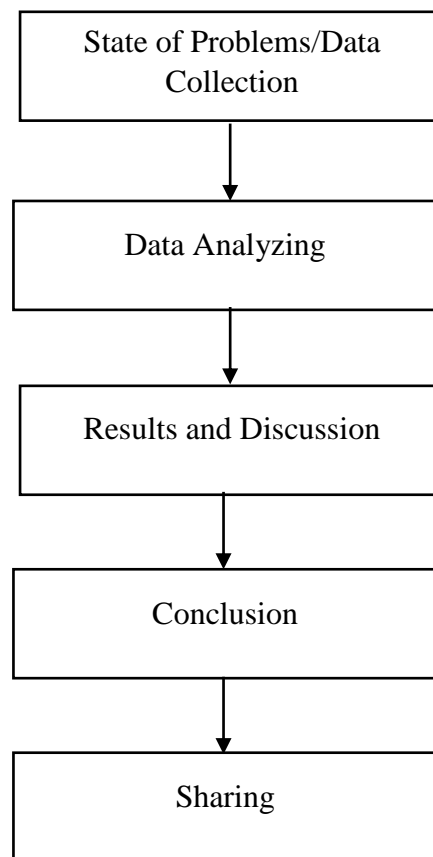 State of Problems/Data
Collection
Data Analyzing
Results and Discussion
Conclusion
Sharing